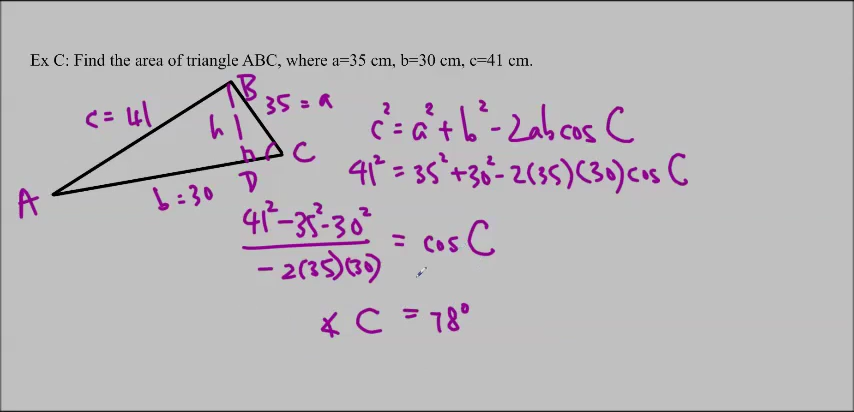 Ex C: Find the area of triangle ABC, where a=35 cm, b=30 cm, c=41 cm.
B
c = 41
35 = a
h
C
D
A
b = 30
c² = a² + b² - 2ab cos C
41² = 35² + 30² - 2(35)(30) cos C
41² - 35² - 30²
= cos C
- 2(35)(30)
∡ C = 78°